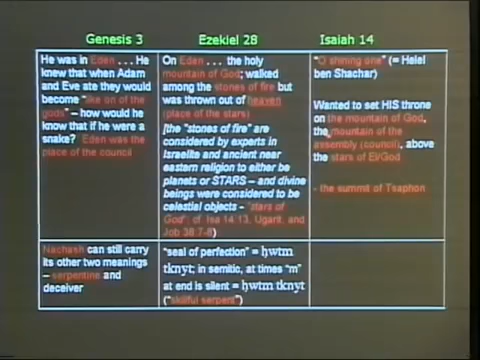 Genesis 3
Ezekiel 28
Isaiah 14
He was in Eden . . . He
knew that when Adam
and Eve ate they would
become "like on of the
gods" – how would he
know that if he were a
snake? Eden was the
place of the council
On Eden . . . the holy
mountain of God; walked
among the stones of fire but
was thrown out of heaven
(place of the stars)
[the "stones of fire" are
considered by experts in
Israelite and ancient near
eastern religion to either be
planets or STARS – and divine
beings were considered to be
celestial objects - "stars of
God"; cf. Isa 14:13, Ugarit, and
Job 38:7-8)
"O shining one" (= Helel
ben Shachar)
Wanted to set HIS throne
on the mountain of God,
the mountain of the
assembly (council), above
the stars of El/God
- the summit of Tsaphon
Nachash can still carry
its other two meanings
– serpentine and
deceiver
"seal of perfection" = ḥwtm
tknyt; in semitic, at times "m"
at end is silent = ḥwtm tknyt
("skillful serpent")